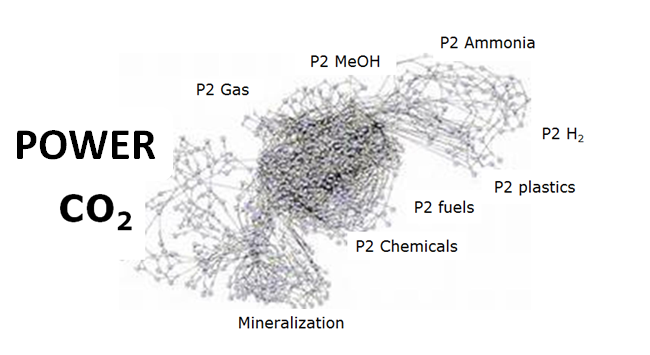 P2 Ammonia
P2 MeOH
P2 Gas
POWER
P2 H₂
P2 plastics
CO₂
P2 fuels
P2 Chemicals
Mineralization